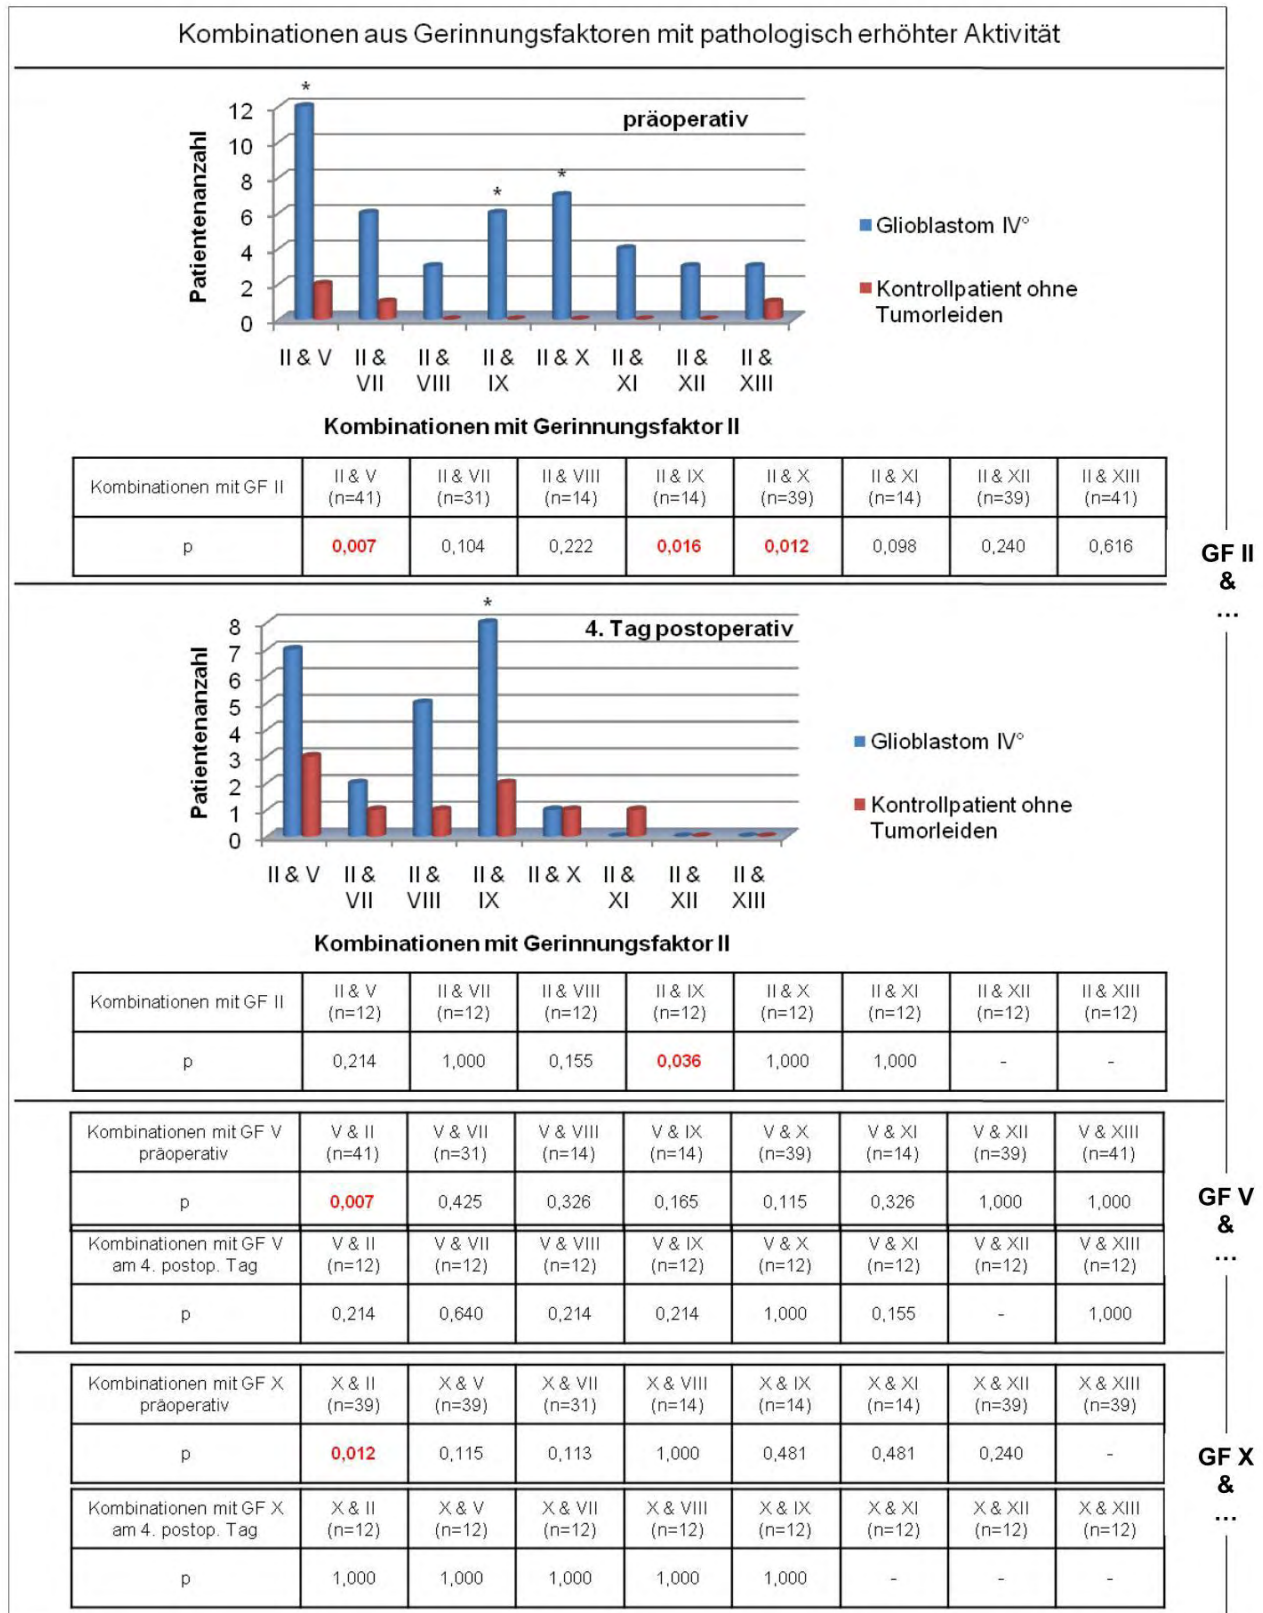 Kombinationen aus Gerinnungsfaktoren mit pathologisch erhöhter Aktivität
*
12
präoperativ
10
8
*
*
6
4
2
0
Patientenanzahl
Glioblastom IV°
Kontrollpatient ohne
Tumorleiden
II & V II & II & II & II & X II & II & II &
VII VIII IX XI XII XIII
Kombinationen mit Gerinnungsfaktor II
Kombinationen mit GF II II & V II & VII II & VIII II & IX II & X II & XI II & XII II & XIII
(n=41) (n=31) (n=14) (n=14) (n=39) (n=14) (n=39) (n=41)
p 0,007 0,104 0,222 0,016 0,012 0,098 0,240 0,616
GF II
&
...
*
8
4. Tag postoperativ
7
6
5
4
3
2
1
0
Patientenanzahl
Glioblastom IV°
Kontrollpatient ohne
Tumorleiden
II & V II & II & II & II & X II & II & II &
VII VIII IX XI XII XIII
Kombinationen mit Gerinnungsfaktor II
Kombinationen mit GF II II & V II & VII II & VIII II & IX II & X II & XI II & XII II & XIII
(n=12) (n=12) (n=12) (n=12) (n=12) (n=12) (n=12) (n=12)
p 0,214 1,000 0,155 0,036 1,000 1,000 - -
Kombinationen mit GF V V & II V & VII V & VIII V & IX V & X V & XI V & XII V & XIII
präoperativ (n=41) (n=31) (n=14) (n=14) (n=39) (n=14) (n=39) (n=41)
p 0,007 0,425 0,326 0,165 0,115 0,326 1,000 1,000
Kombinationen mit GF V V & II V & VII V & VIII V & IX V & X V & XI V & XII V & XIII
am 4. postop. Tag (n=12) (n=12) (n=12) (n=12) (n=12) (n=12) (n=12) (n=12)
p 0,214 0,640 0,214 0,214 1,000 0,155 - 1,000
GF V
&
...
Kombinationen mit GF X X & II X & V X & VII X & VIII X & IX X & XI X & XII X & XIII
präoperativ (n=39) (n=39) (n=31) (n=14) (n=14) (n=14) (n=39) (n=39)
p 0,012 0,115 0,113 1,000 0,481 0,481 0,240 -
Kombinationen mit GF X X & II X & V X & VII X & VIII X & IX X & XI X & XII X & XIII
am 4. postop. Tag (n=12) (n=12) (n=12) (n=12) (n=12) (n=12) (n=12) (n=12)
p 1,000 1,000 1,000 1,000 1,000 - - -
GF X
&
...